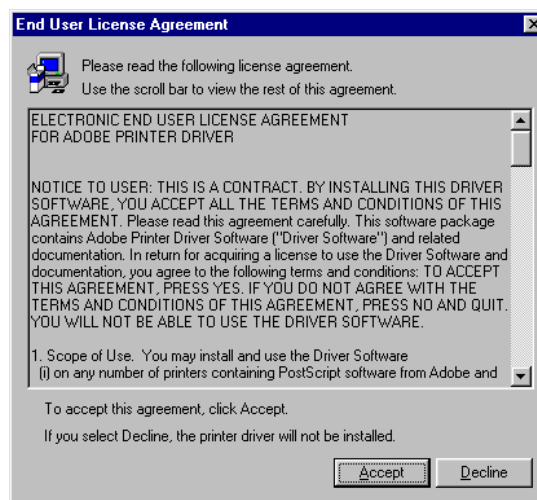 End User License Agreement
Please read the following license agreement.
Use the scroll bar to view the rest of this agreement.
ELECTRONIC END USER LICENSE AGREEMENT
FOR ADOBE PRINTER DRIVER
NOTICE TO USER: THIS IS A CONTRACT. BY INSTALLING THIS DRIVER
SOFTWARE, YOU ACCEPT ALL THE TERMS AND CONDITIONS OF THIS
AGREEMENT. Please read this agreement carefully. This software package
contains Adobe Printer Driver Software ("Driver Software") and related
documentation. In return for acquiring a license to use the Driver Software and
documentation, you agree to the following terms and conditions: TO ACCEPT
THIS AGREEMENT, PRESS YES. IF YOU DO NOT AGREE WITH THE
TERMS AND CONDITIONS OF THIS AGREEMENT, PRESS NO AND QUIT.
YOU WILL NOT BE ABLE TO USE THE DRIVER SOFTWARE.
1. Scope of Use. You may install and use the Driver Software
(i) on any number of printers containing PostScript software from Adobe and
To accept this agreement, click Accept.
If you select Decline, the printer driver will not be installed.
Accept Decline